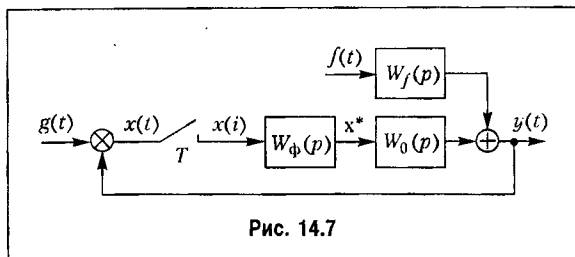 f(t)
W_f(p)
g(t)
x(t)
x(i)
x*
y(t)
T
W_ф(p)
W_0(p)
Рис. 14.7